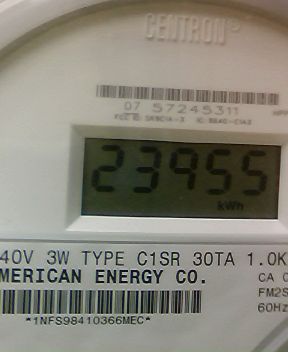 CENTRON®
07 57245311
23955
kWh
40V 3W TYPE C1SR 30TA 1.0K
MERICAN ENERGY CO.
CA
FM2S
60Hz
*1NFS98410366MEC*